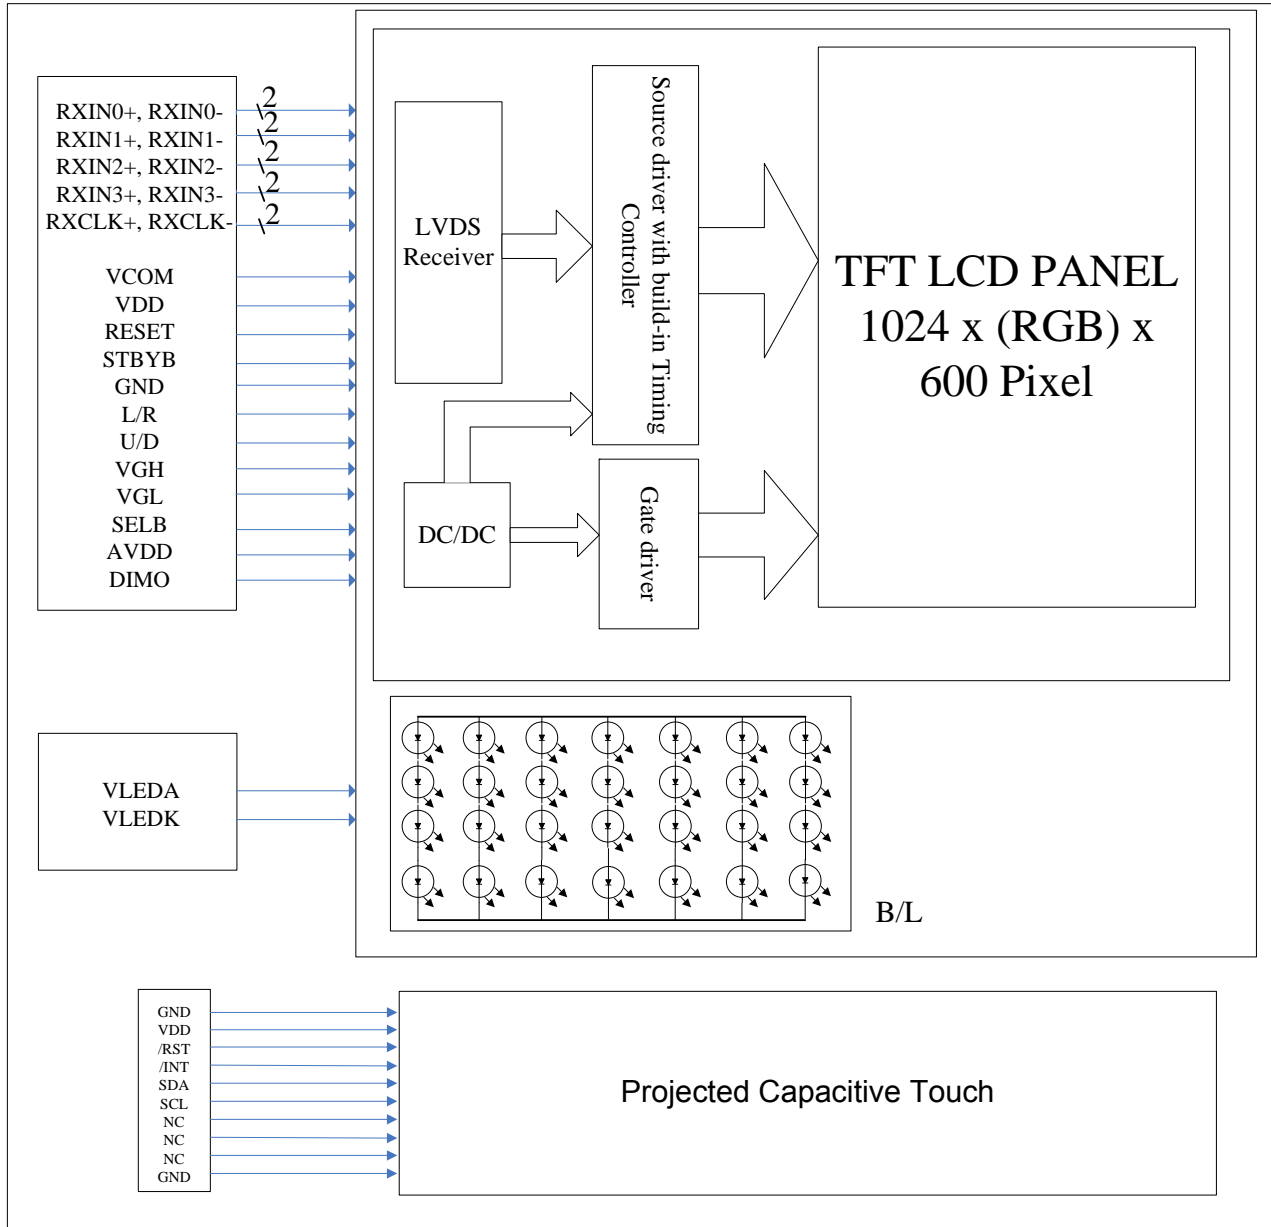 RXIN0+, RXIN0-
2
RXIN1+, RXIN1-
2
RXIN2+, RXIN2-
2
RXIN3+, RXIN3-
2
RXCLK+, RXCLK-
2
VCOM
VDD
RESET
STBYB
GND
L/R
U/D
VGH
VGL
SELB
AVDD
DIMO
LVDS
Receiver
Source driver with build-in Timing
Controller
DC/DC
Gate driver
TFT LCD PANEL
1024 x (RGB) x
600 Pixel
VLEDA
VLEDK
B/L
GND
VDD
/RST
/INT
SDA
SCL
NC
NC
NC
GND
Projected Capacitive Touch